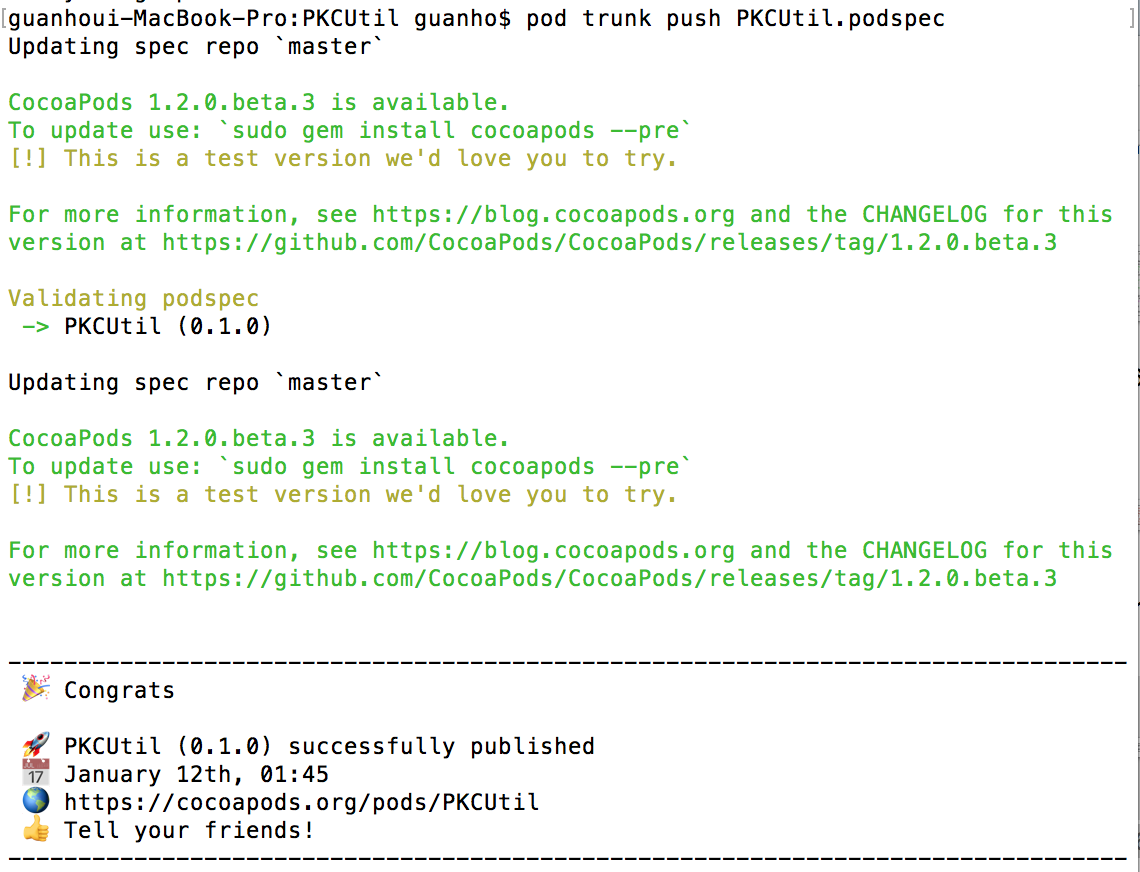 [guanhoui-MacBook-Pro:PKCUtil guanho$ pod trunk push PKCUtil.podspec ]
Updating spec repo `master`
CocoaPods 1.2.0.beta.3 is available.
To update use: `sudo gem install cocoapods --pre`
[!] This is a test version we'd love you to try.
For more information, see https://blog.cocoapods.org and the CHANGELOG for this
version at https://github.com/CocoaPods/CocoaPods/releases/tag/1.2.0.beta.3
Validating podspec
-> PKCUtil (0.1.0)
Updating spec repo `master`
CocoaPods 1.2.0.beta.3 is available.
To update use: `sudo gem install cocoapods --pre`
[!] This is a test version we'd love you to try.
For more information, see https://blog.cocoapods.org and the CHANGELOG for this
version at https://github.com/CocoaPods/CocoaPods/releases/tag/1.2.0.beta.3
--------------------------------------------------------------------------------
🎉 Congrats
🚀 PKCUtil (0.1.0) successfully published
📅 January 12th, 01:45
🌎 https://cocoapods.org/pods/PKCUtil
👍 Tell your friends!
--------------------------------------------------------------------------------